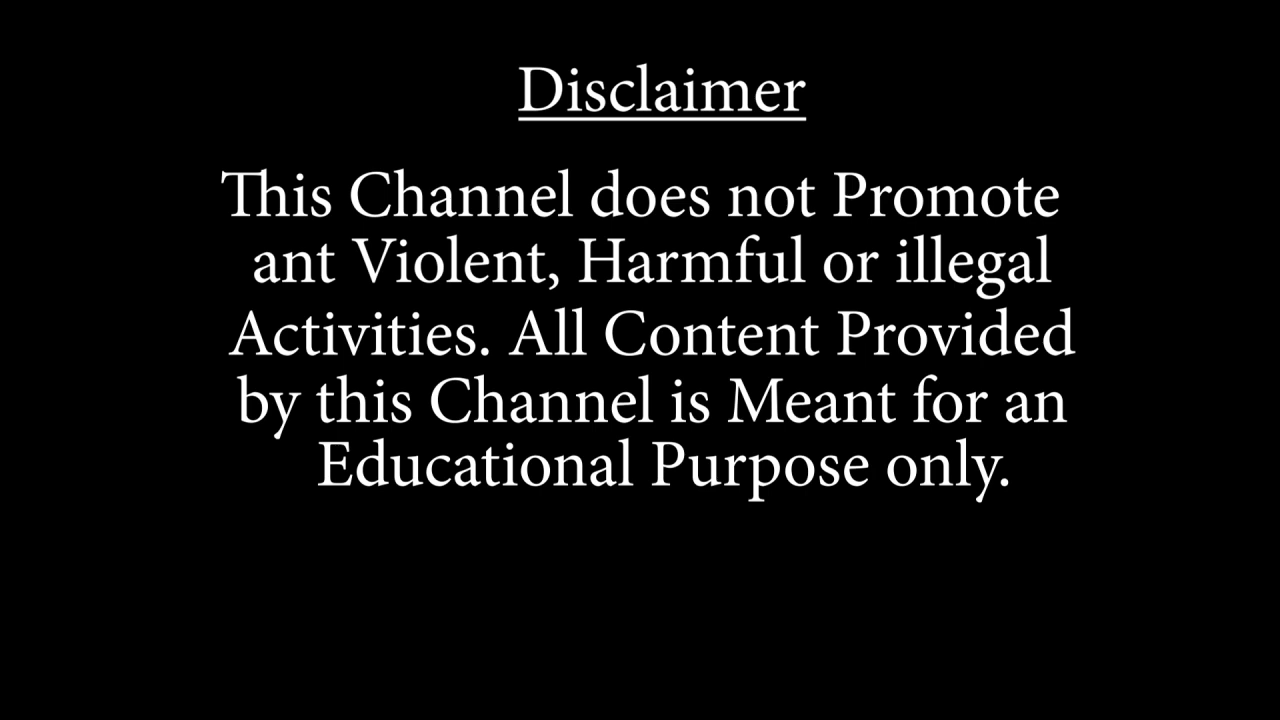 Disclaimer
This Channel does not Promote
ant Violent, Harmful or illegal
Activities. All Content Provided
by this Channel is Meant for an
Educational Purpose only.